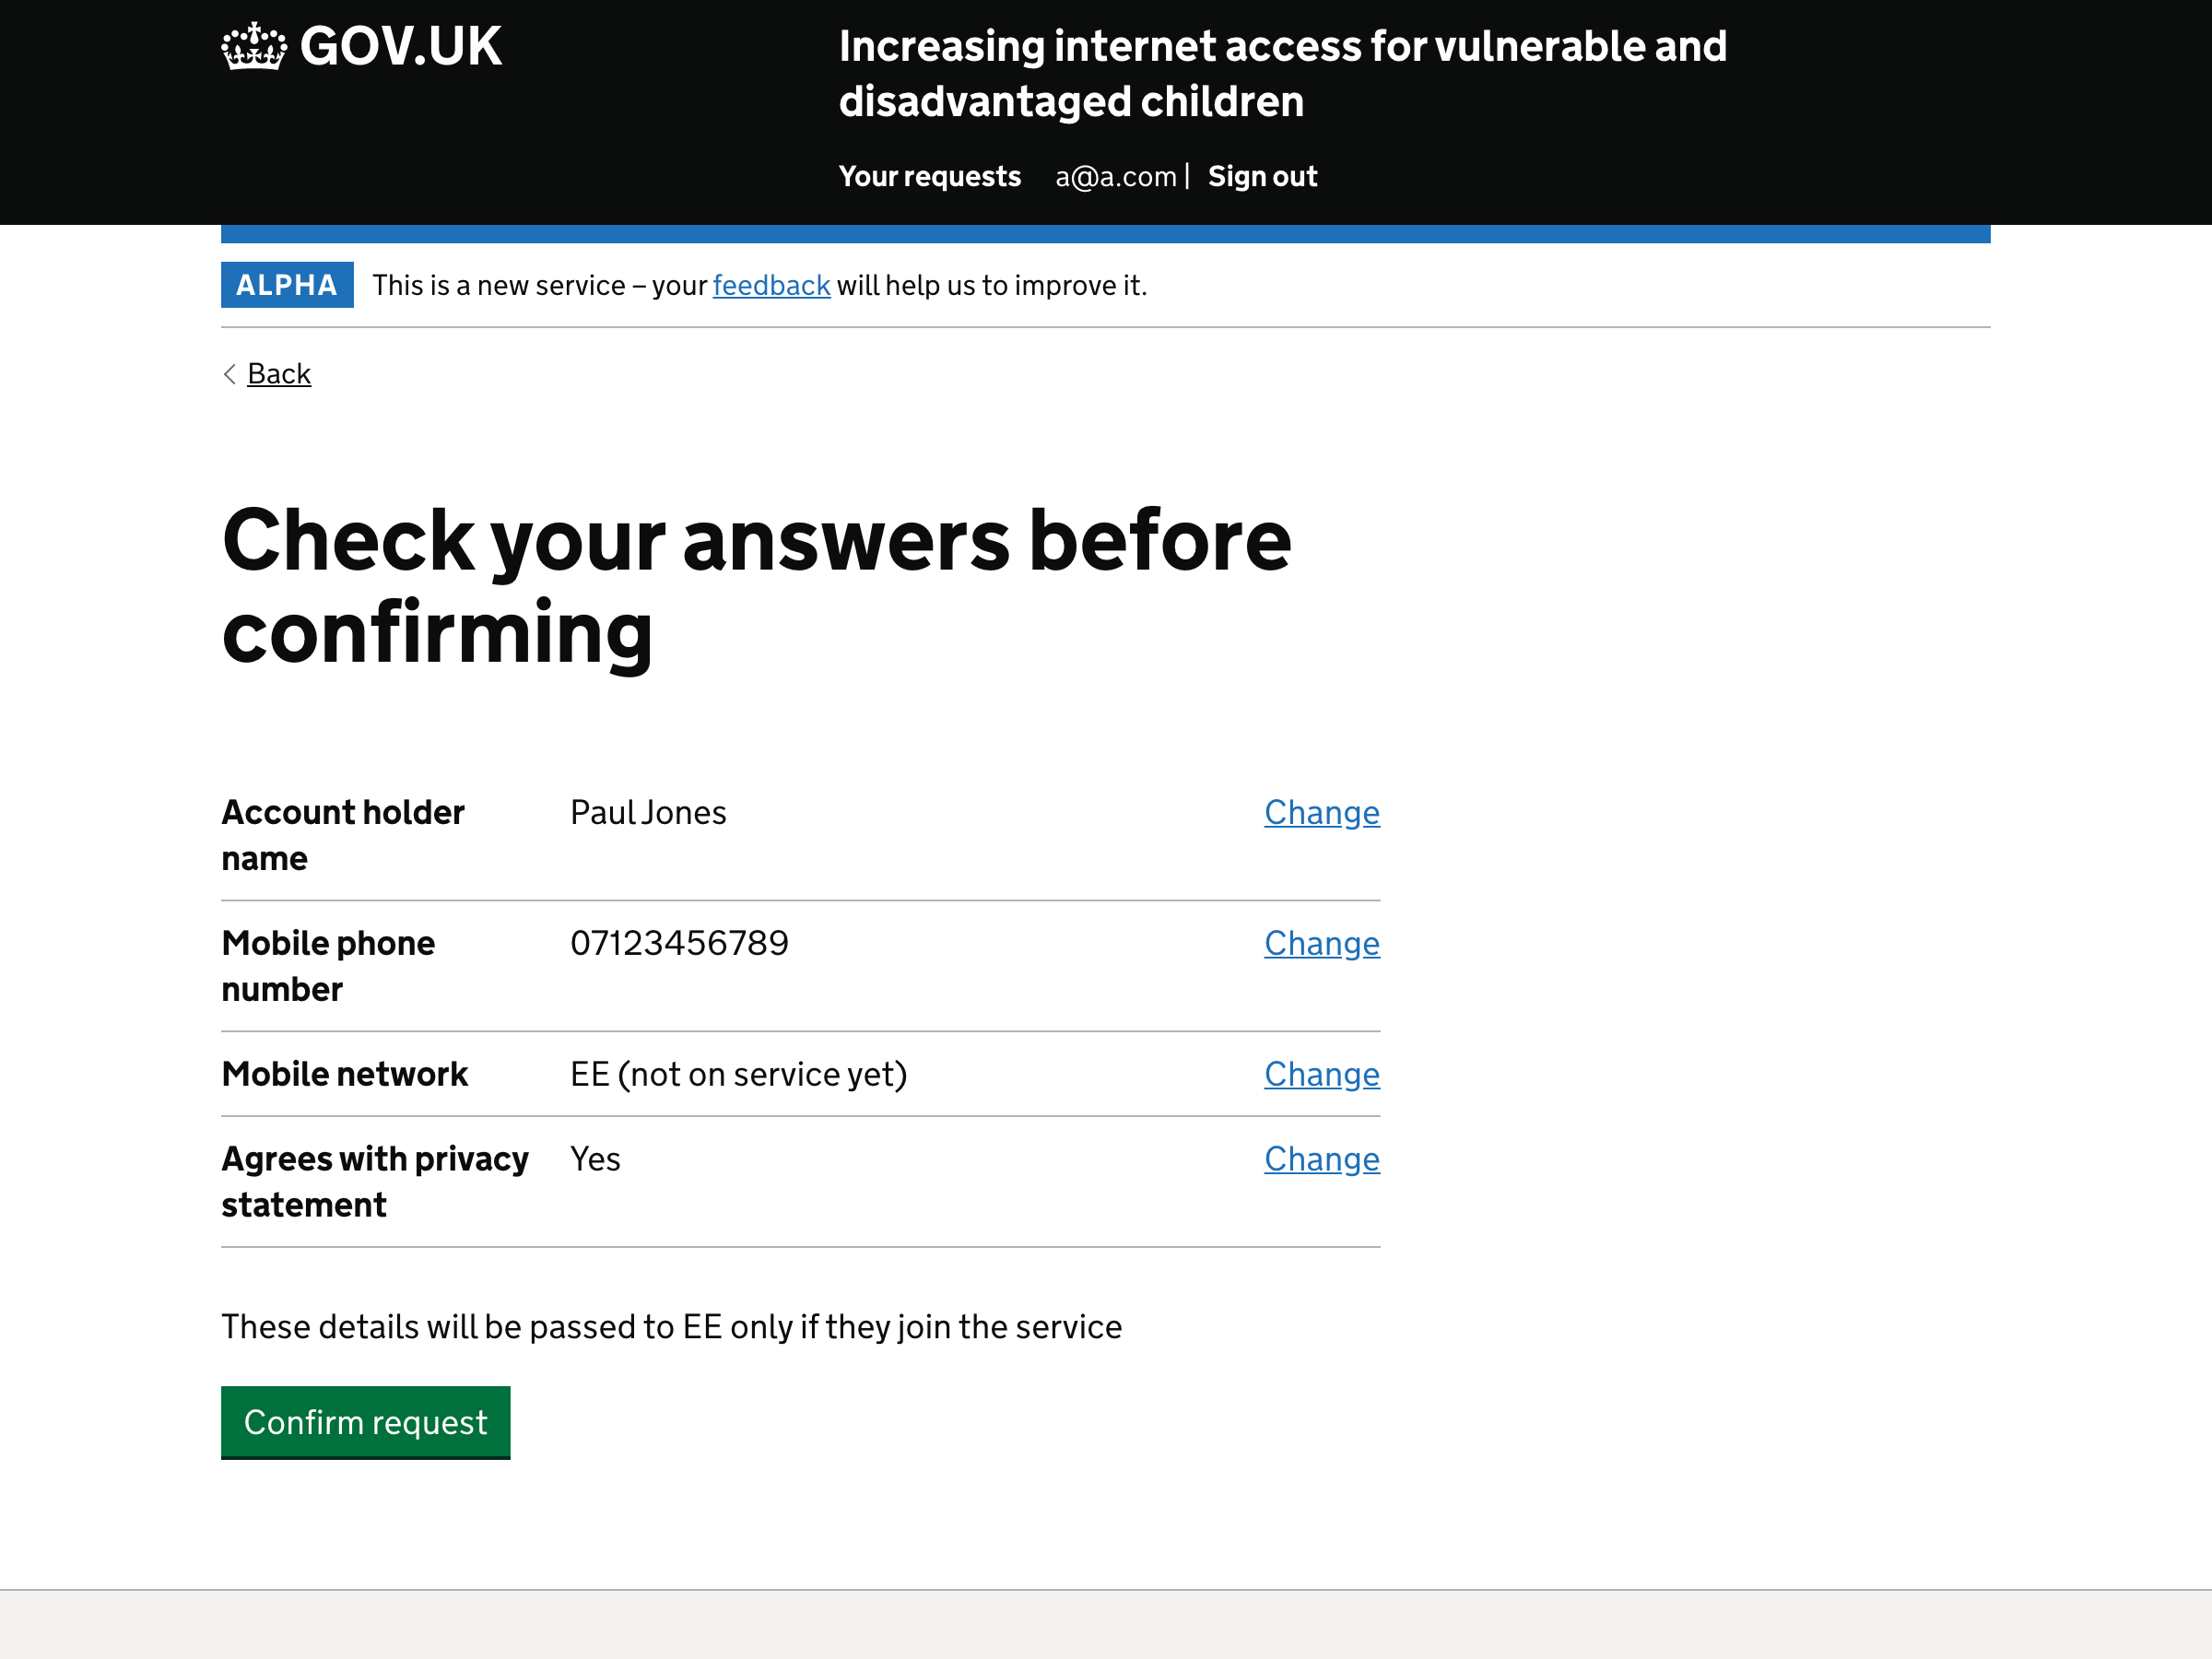 GOV.UK
Increasing internet access for vulnerable and
disadvantaged children
Your requests a@a.com | Sign out
ALPHA This is a new service – your feedback will help us to improve it.
Back
Check your answers before
confirming
Account holder
name
Paul Jones
Change
Mobile phone
number
07123456789
Change
Mobile network EE (not on service yet) Change
Agrees with privacy
statement
Yes
Change
These details will be passed to EE only if they join the service
Confirm request